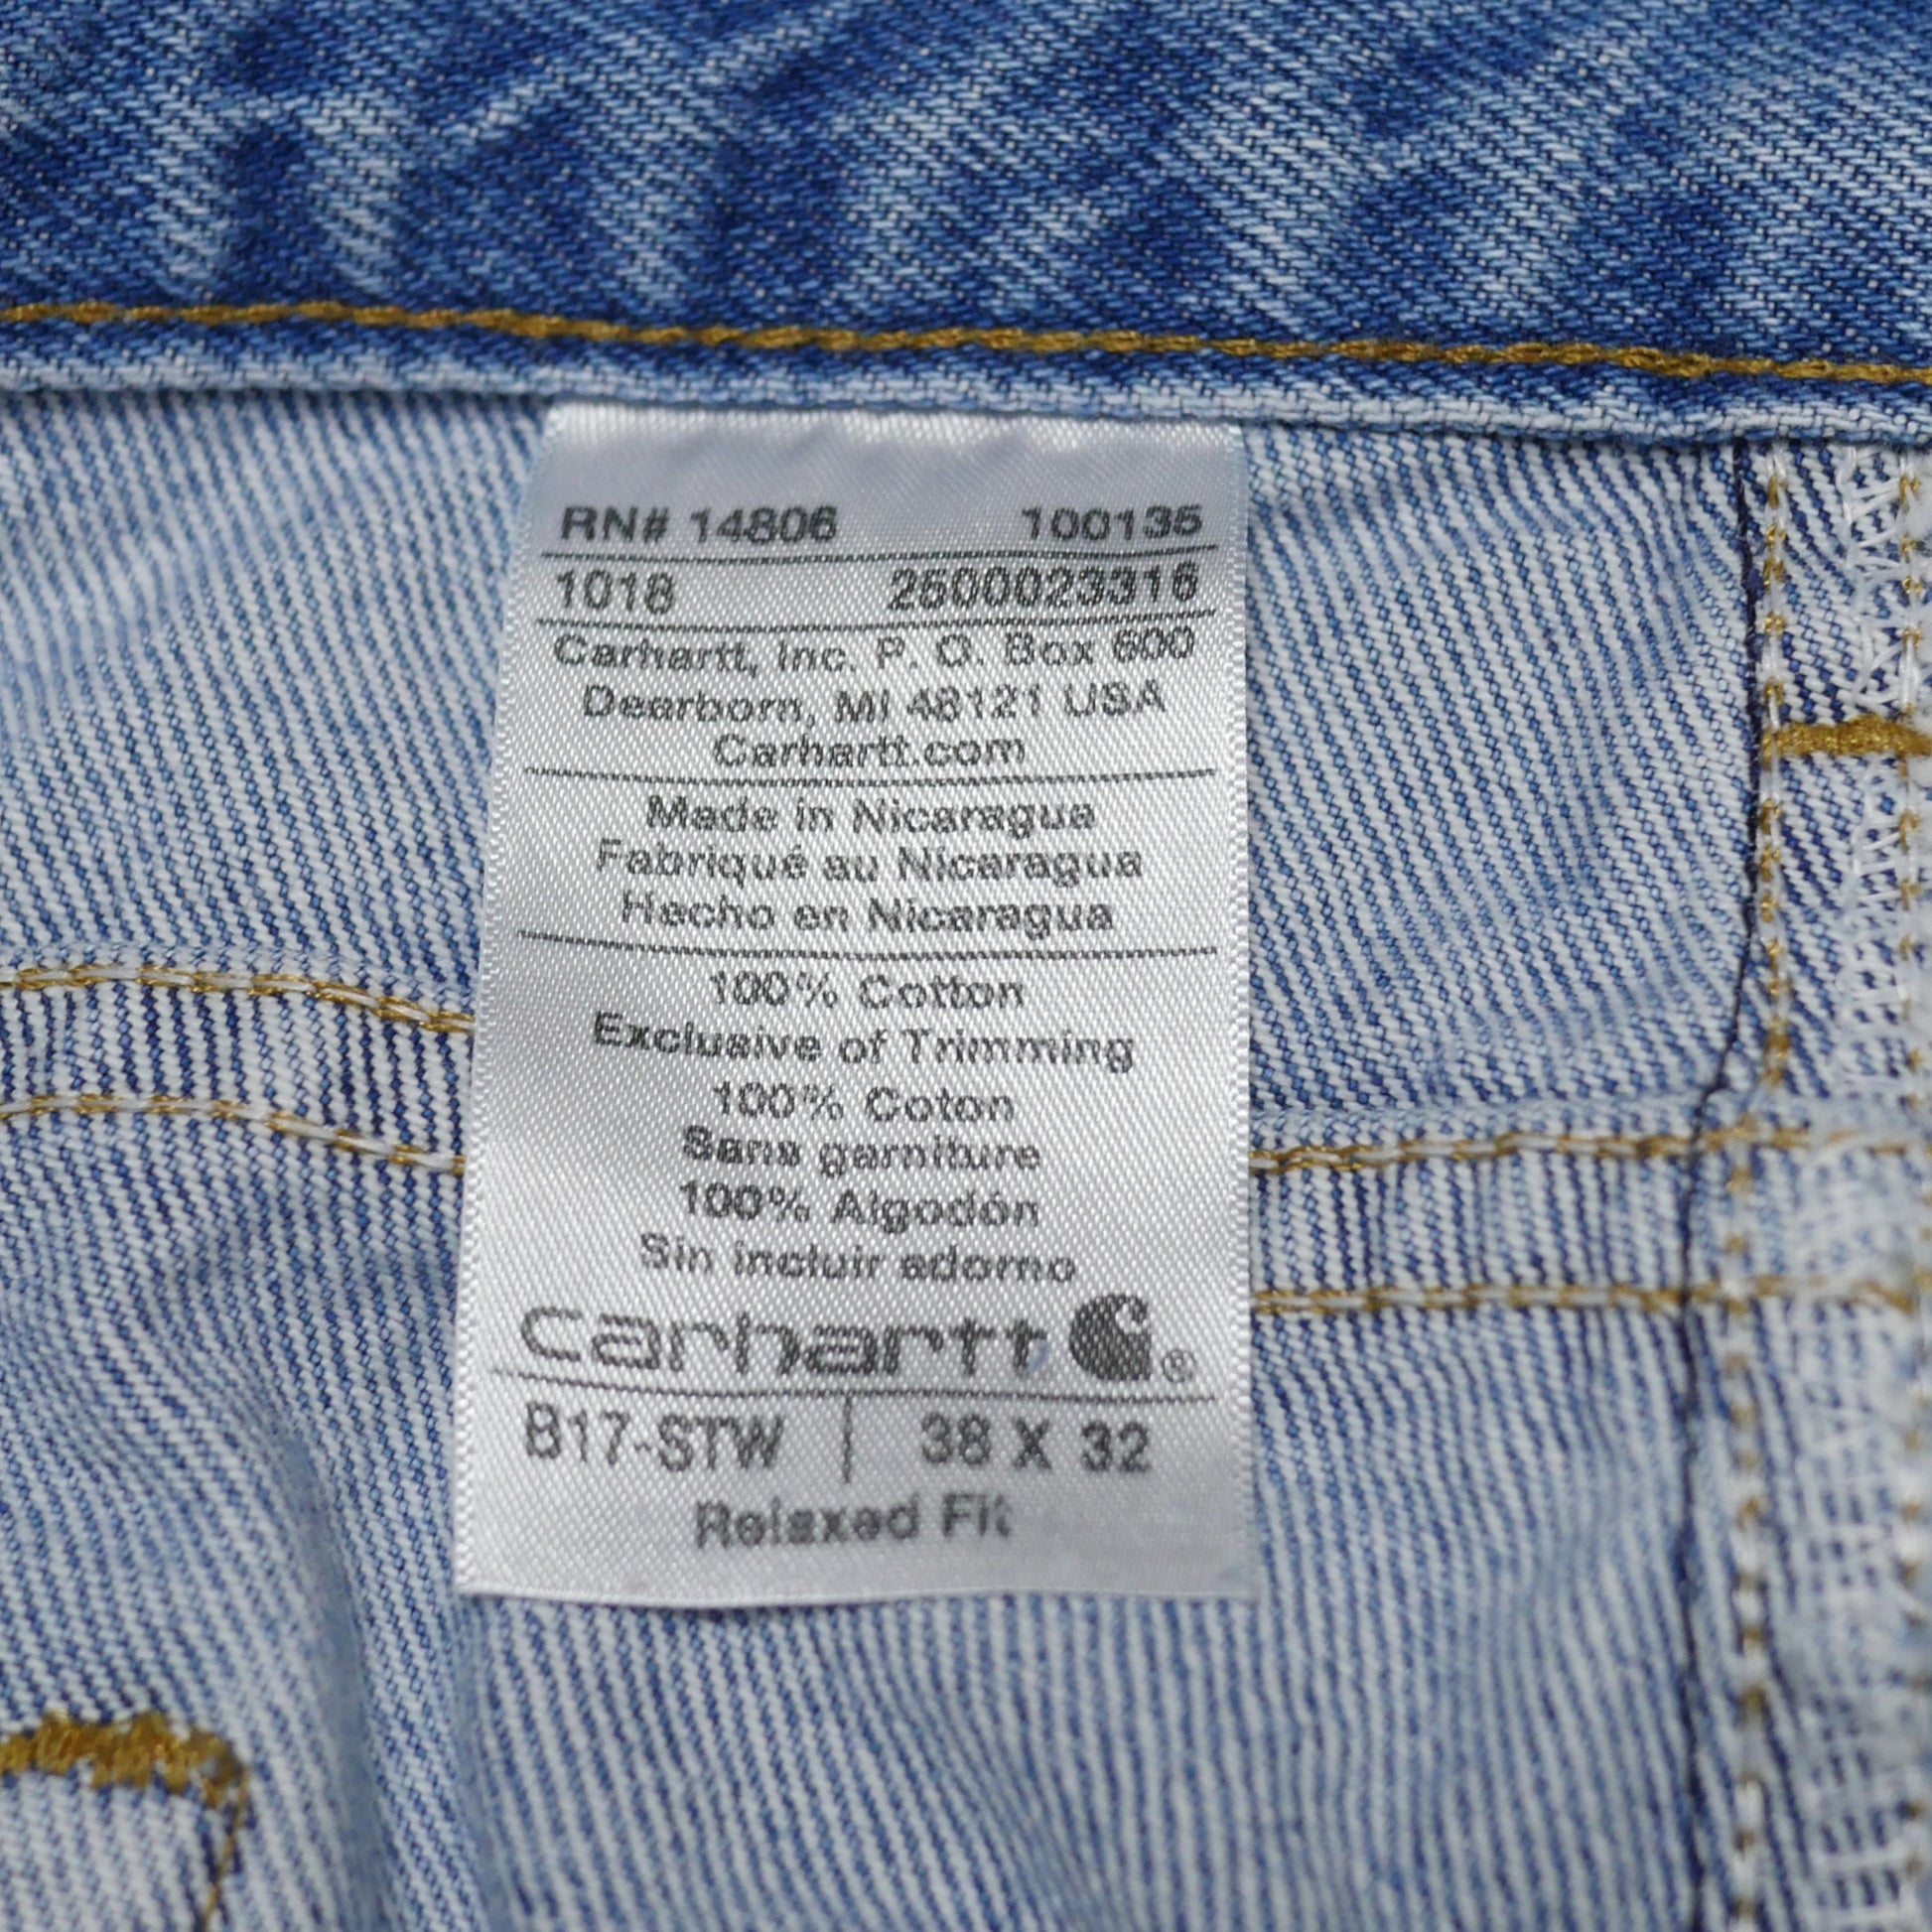 RN# 14806 100135
1018 2500023316
Carhartt, Inc. P. O. Box 600
Dearborn, MI 48121 USA
Carhartt.com
Made in Nicaragua
Fabriqué au Nicaragua
Hecho en Nicaragua
100% Cotton
Exclusive of Trimming
100% Coton
Sans garniture
100% Algodón
Sin incluir adorno
carhartt ®
B17-STW | 38 X 32
Relaxed Fit